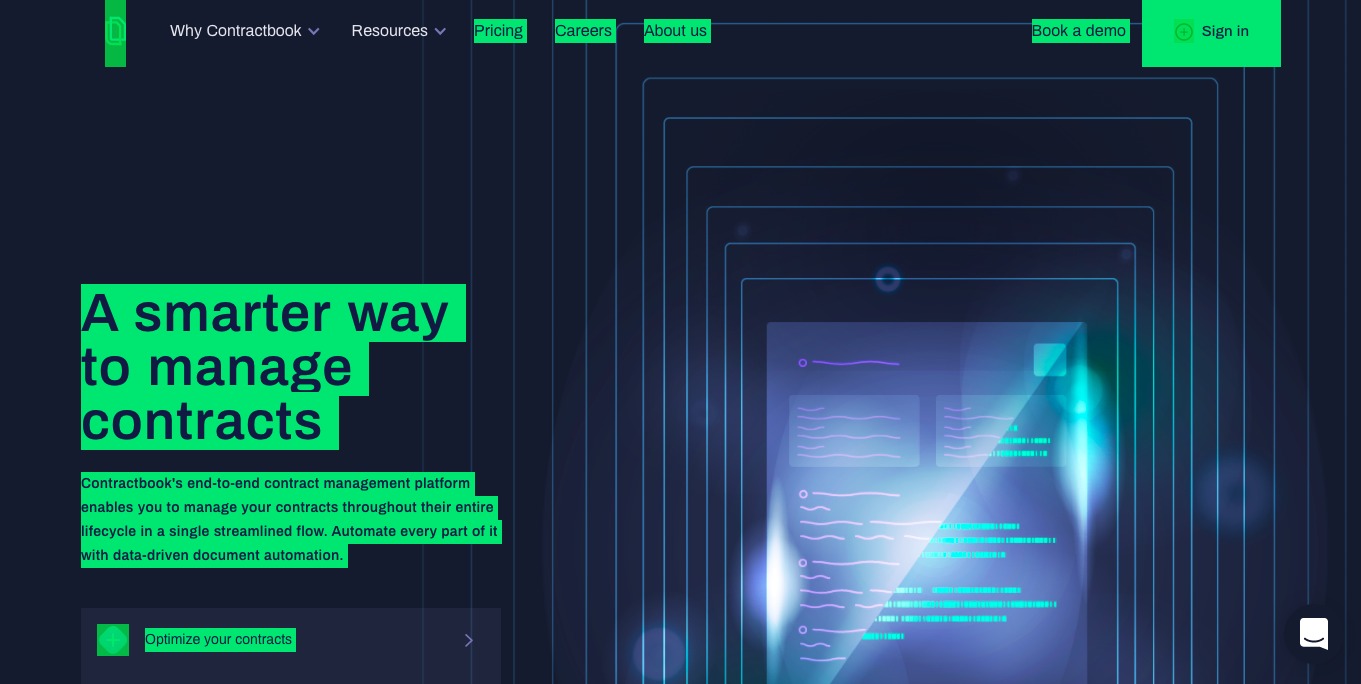 Why Contractbook
Resources
Pricing
Careers
About us
Book a demo
Sign in
A smarter way
to manage
contracts
Contractbook's end-to-end contract management platform
enables you to manage your contracts throughout their entire
lifecycle in a single streamlined flow. Automate every part of it
with data-driven document automation.
Optimize your contracts